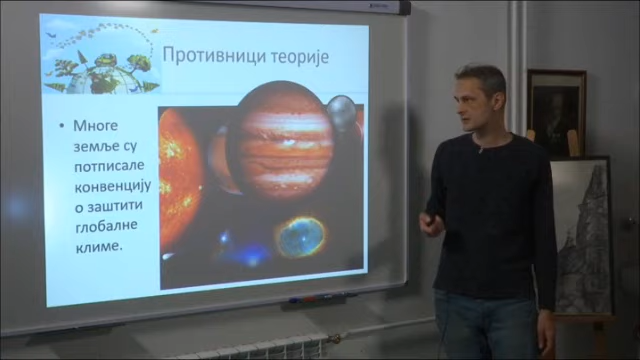 Противници теорије
• Многе
земље су
потписале
конвенцију
о заштити
глобалне
климе.